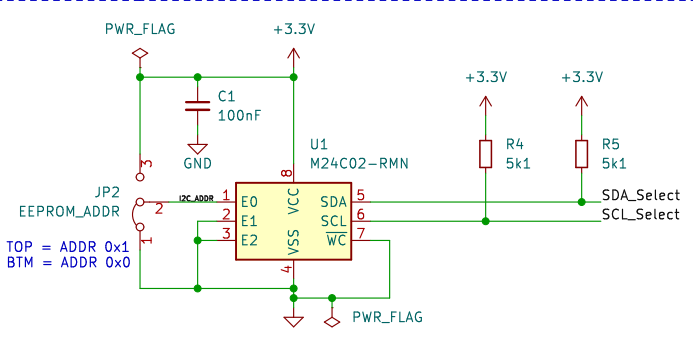 PWR_FLAG
+3.3V
+3.3V
+3.3V
C1
100nF
GND
U1
M24C02-RMN
R4
5k1
R5
5k1
3
8
JP2
EEPROM_ADDR
2
I2C_ADDR
1
E0
VCC
SDA
5
SDA_Select
2
E1
SCL
6
SCL_Select
3
E2
VSS
WC
7
1
4
TOP = ADDR 0x1
BTM = ADDR 0x0
PWR_FLAG